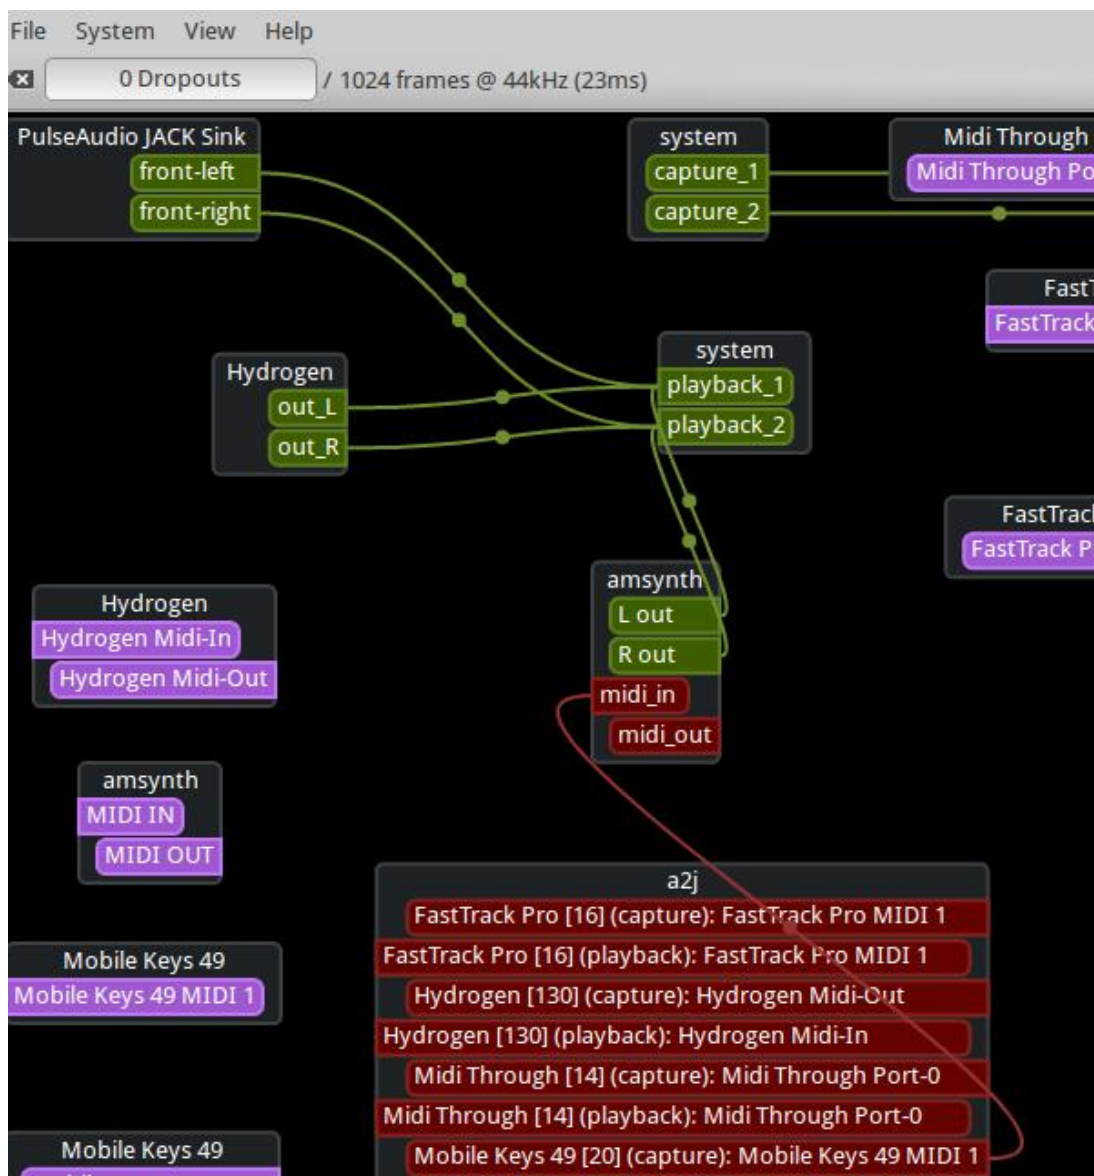 File System View Help
0 Dropouts / 1024 frames @ 44kHz (23ms)
PulseAudio JACK Sink
front-left
front-right
system
capture_1
capture_2
Midi Through
Midi Through Po
FastT
FastTrack
Hydrogen
out_L
out_R
system
playback_1
playback_2
FastTrack
FastTrack P
amsynth
L out
R out
midi_in
midi_out
Hydrogen
Hydrogen Midi-In
Hydrogen Midi-Out
amsynth
MIDI IN
MIDI OUT
a2j
FastTrack Pro [16] (capture): FastTrack Pro MIDI 1
FastTrack Pro [16] (playback): FastTrack Pro MIDI 1
Hydrogen [130] (capture): Hydrogen Midi-Out
Hydrogen [130] (playback): Hydrogen Midi-In
Midi Through [14] (capture): Midi Through Port-0
Midi Through [14] (playback): Midi Through Port-0
Mobile Keys 49 [20] (capture): Mobile Keys 49 MIDI 1
Mobile Keys 49
Mobile Keys 49 MIDI 1
Mobile Keys 49